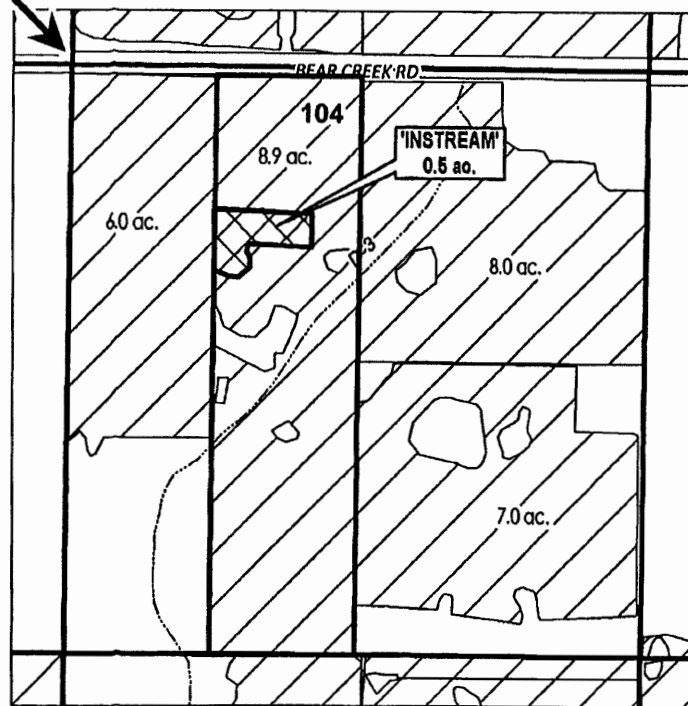 BEAR CREEK RD.
104
8.9 ac.
'INSTREAM'
0.5 ac.
6.0 ac.
8.0 ac.
7.0 ac.